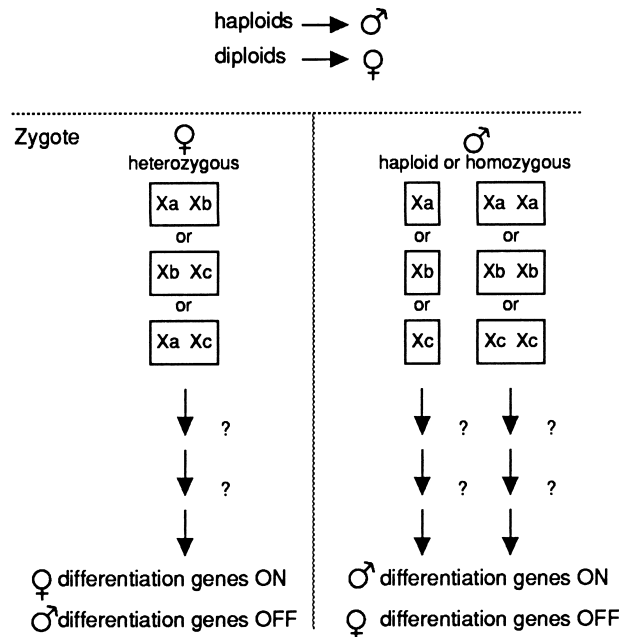 haploids ♂
diploids ♀
Zygote
♀
heterozygous
Xa Xb
or
Xb Xc
or
Xa Xc
?
?
♀ differentiation genes ON
♂ differentiation genes OFF
♂
haploid or homozygous
Xa Xa Xa
or or
Xb Xb Xb
or or
Xc Xc Xc
? ?
? ?
♂ differentiation genes ON
♀ differentiation genes OFF